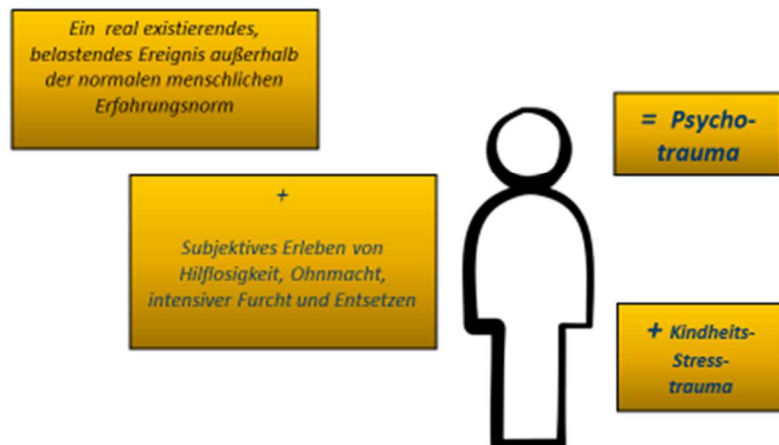 Ein real existierendes,
belastendes Ereignis außerhalb
der normalen menschlichen
Erfahrungsnorm
+
Subjektives Erleben von
Hilflosigkeit, Ohnmacht,
intensiver Furcht und Entsetzen
= Psycho-
trauma
+ Kindheits-
Stress-
trauma